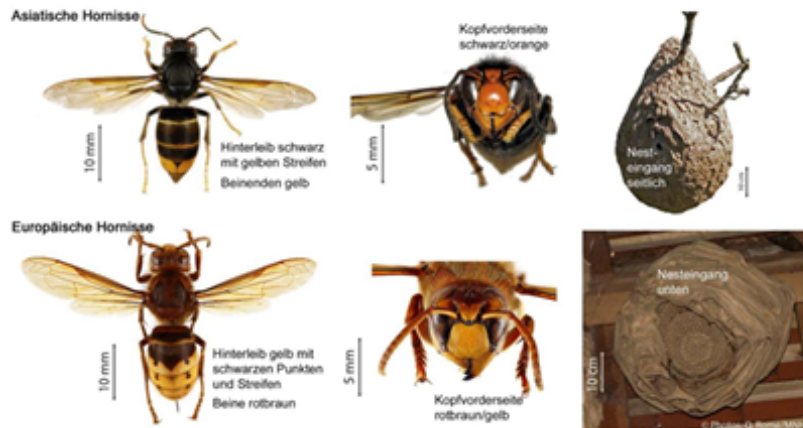 Asiatische Hornisse
10 mm
Hinterleib schwarz
mit gelben Streifen
Beinenden gelb
Kopfvorderseite
schwarz/orange
5 mm
Nest-
eingang
seitlich
Europäische Hornisse
10 mm
Hinterleib gelb mit
schwarzen Punkten
und Streifen
Beine rotbraun
5 mm
Kopfvorderseite
rotbraun/gelb
Nesteingang
unten
10 cm
© Photos: Q. Rome/